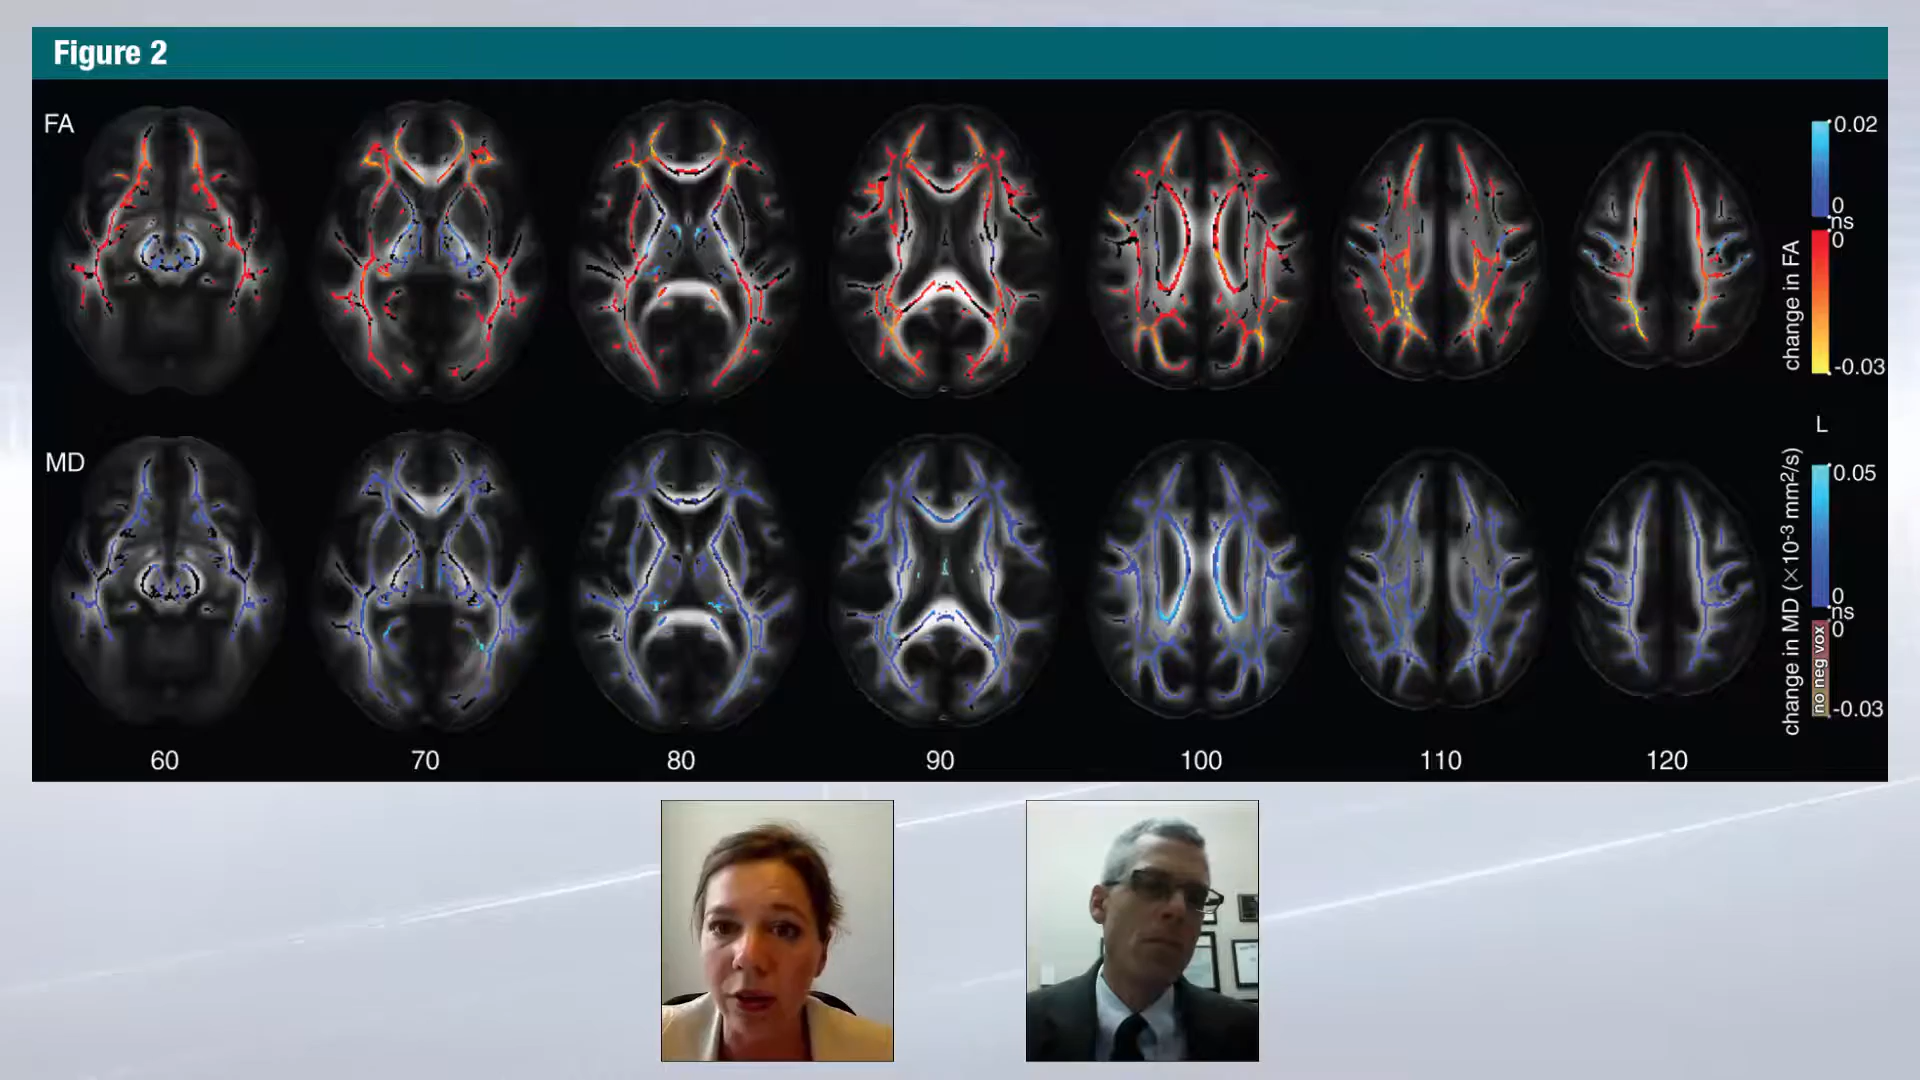 Figure 2
FA
0.02
0
ns
0
-0.03
change in FA
L
MD
0.05
0
ns
0
-0.03
no neg vox
change in MD (×10-3 mm2/s)
60 70 80 90 100 110 120